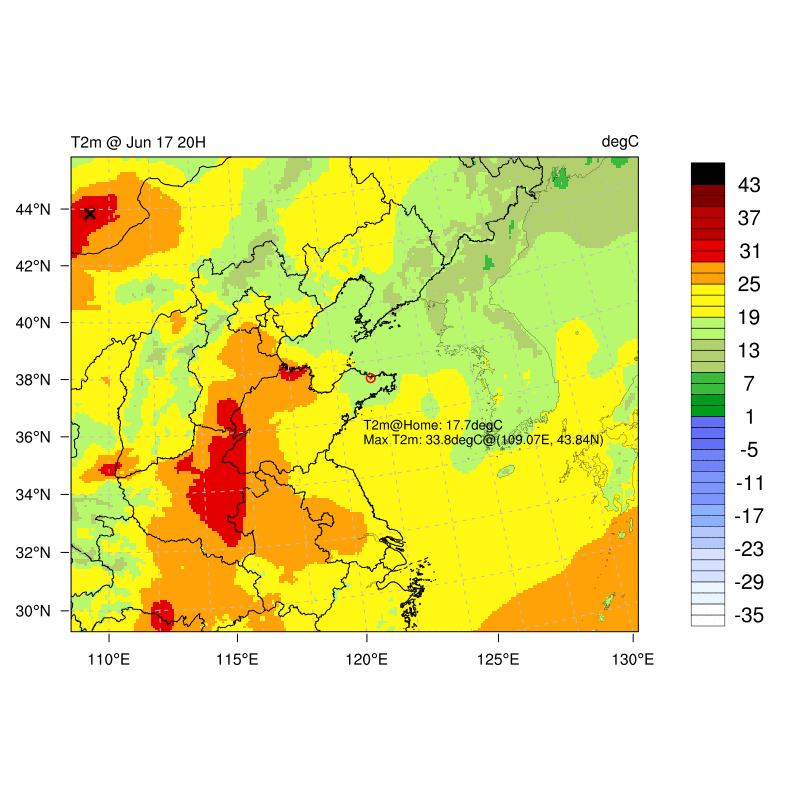 T2m @ Jun 17 20H
degC
44°N
42°N
40°N
38°N
36°N
34°N
32°N
30°N
110°E
115°E
120°E
125°E
130°E
T2m@Home: 17.7degC
Max T2m: 33.8degC@(109.07E, 43.84N)
43
37
31
25
19
13
7
1
-5
-11
-17
-23
-29
-35